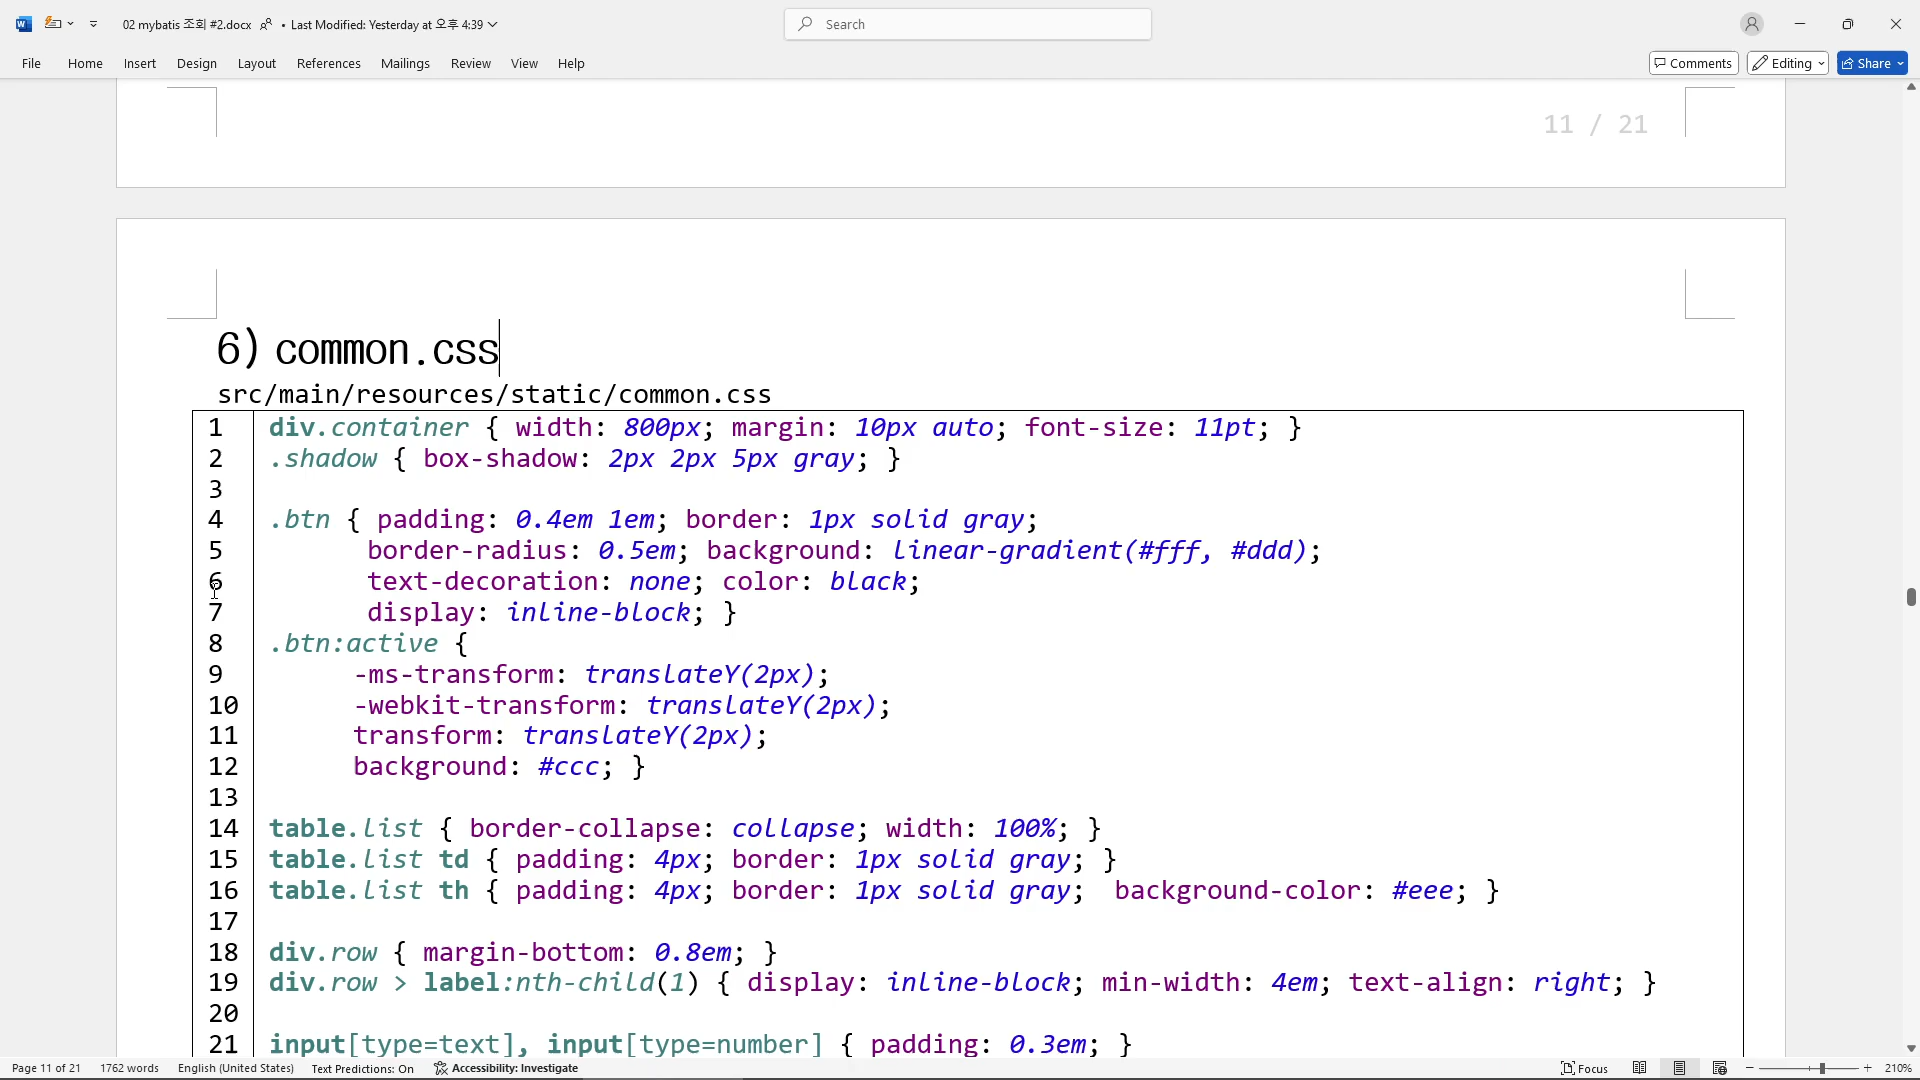 02 mybatis 조회 #2.docx • Last Modified: Yesterday at 오후 4:39
Search
File Home Insert Design Layout References Mailings Review View Help
Comments Editing Share
11 / 21
6) common.css
src/main/resources/static/common.css
1 div.container { width: 800px; margin: 10px auto; font-size: 11pt; }
2 .shadow { box-shadow: 2px 2px 5px gray; }
3
4 .btn { padding: 0.4em 1em; border: 1px solid gray;
5 border-radius: 0.5em; background: linear-gradient(#fff, #ddd);
6 text-decoration: none; color: black;
7 display: inline-block; }
8 .btn:active {
9 -ms-transform: translateY(2px);
10 -webkit-transform: translateY(2px);
11 transform: translateY(2px);
12 background: #ccc; }
13
14 table.list { border-collapse: collapse; width: 100%; }
15 table.list td { padding: 4px; border: 1px solid gray; }
16 table.list th { padding: 4px; border: 1px solid gray;  background-color: #eee; }
17
18 div.row { margin-bottom: 0.8em; }
19 div.row > label:nth-child(1) { display: inline-block; min-width: 4em; text-align: right; }
20
21 input[type=text], input[type=number] { padding: 0.3em; }
Page 11 of 21 1762 words English (United States) Text Predictions: On Accessibility: Investigate Focus 210%